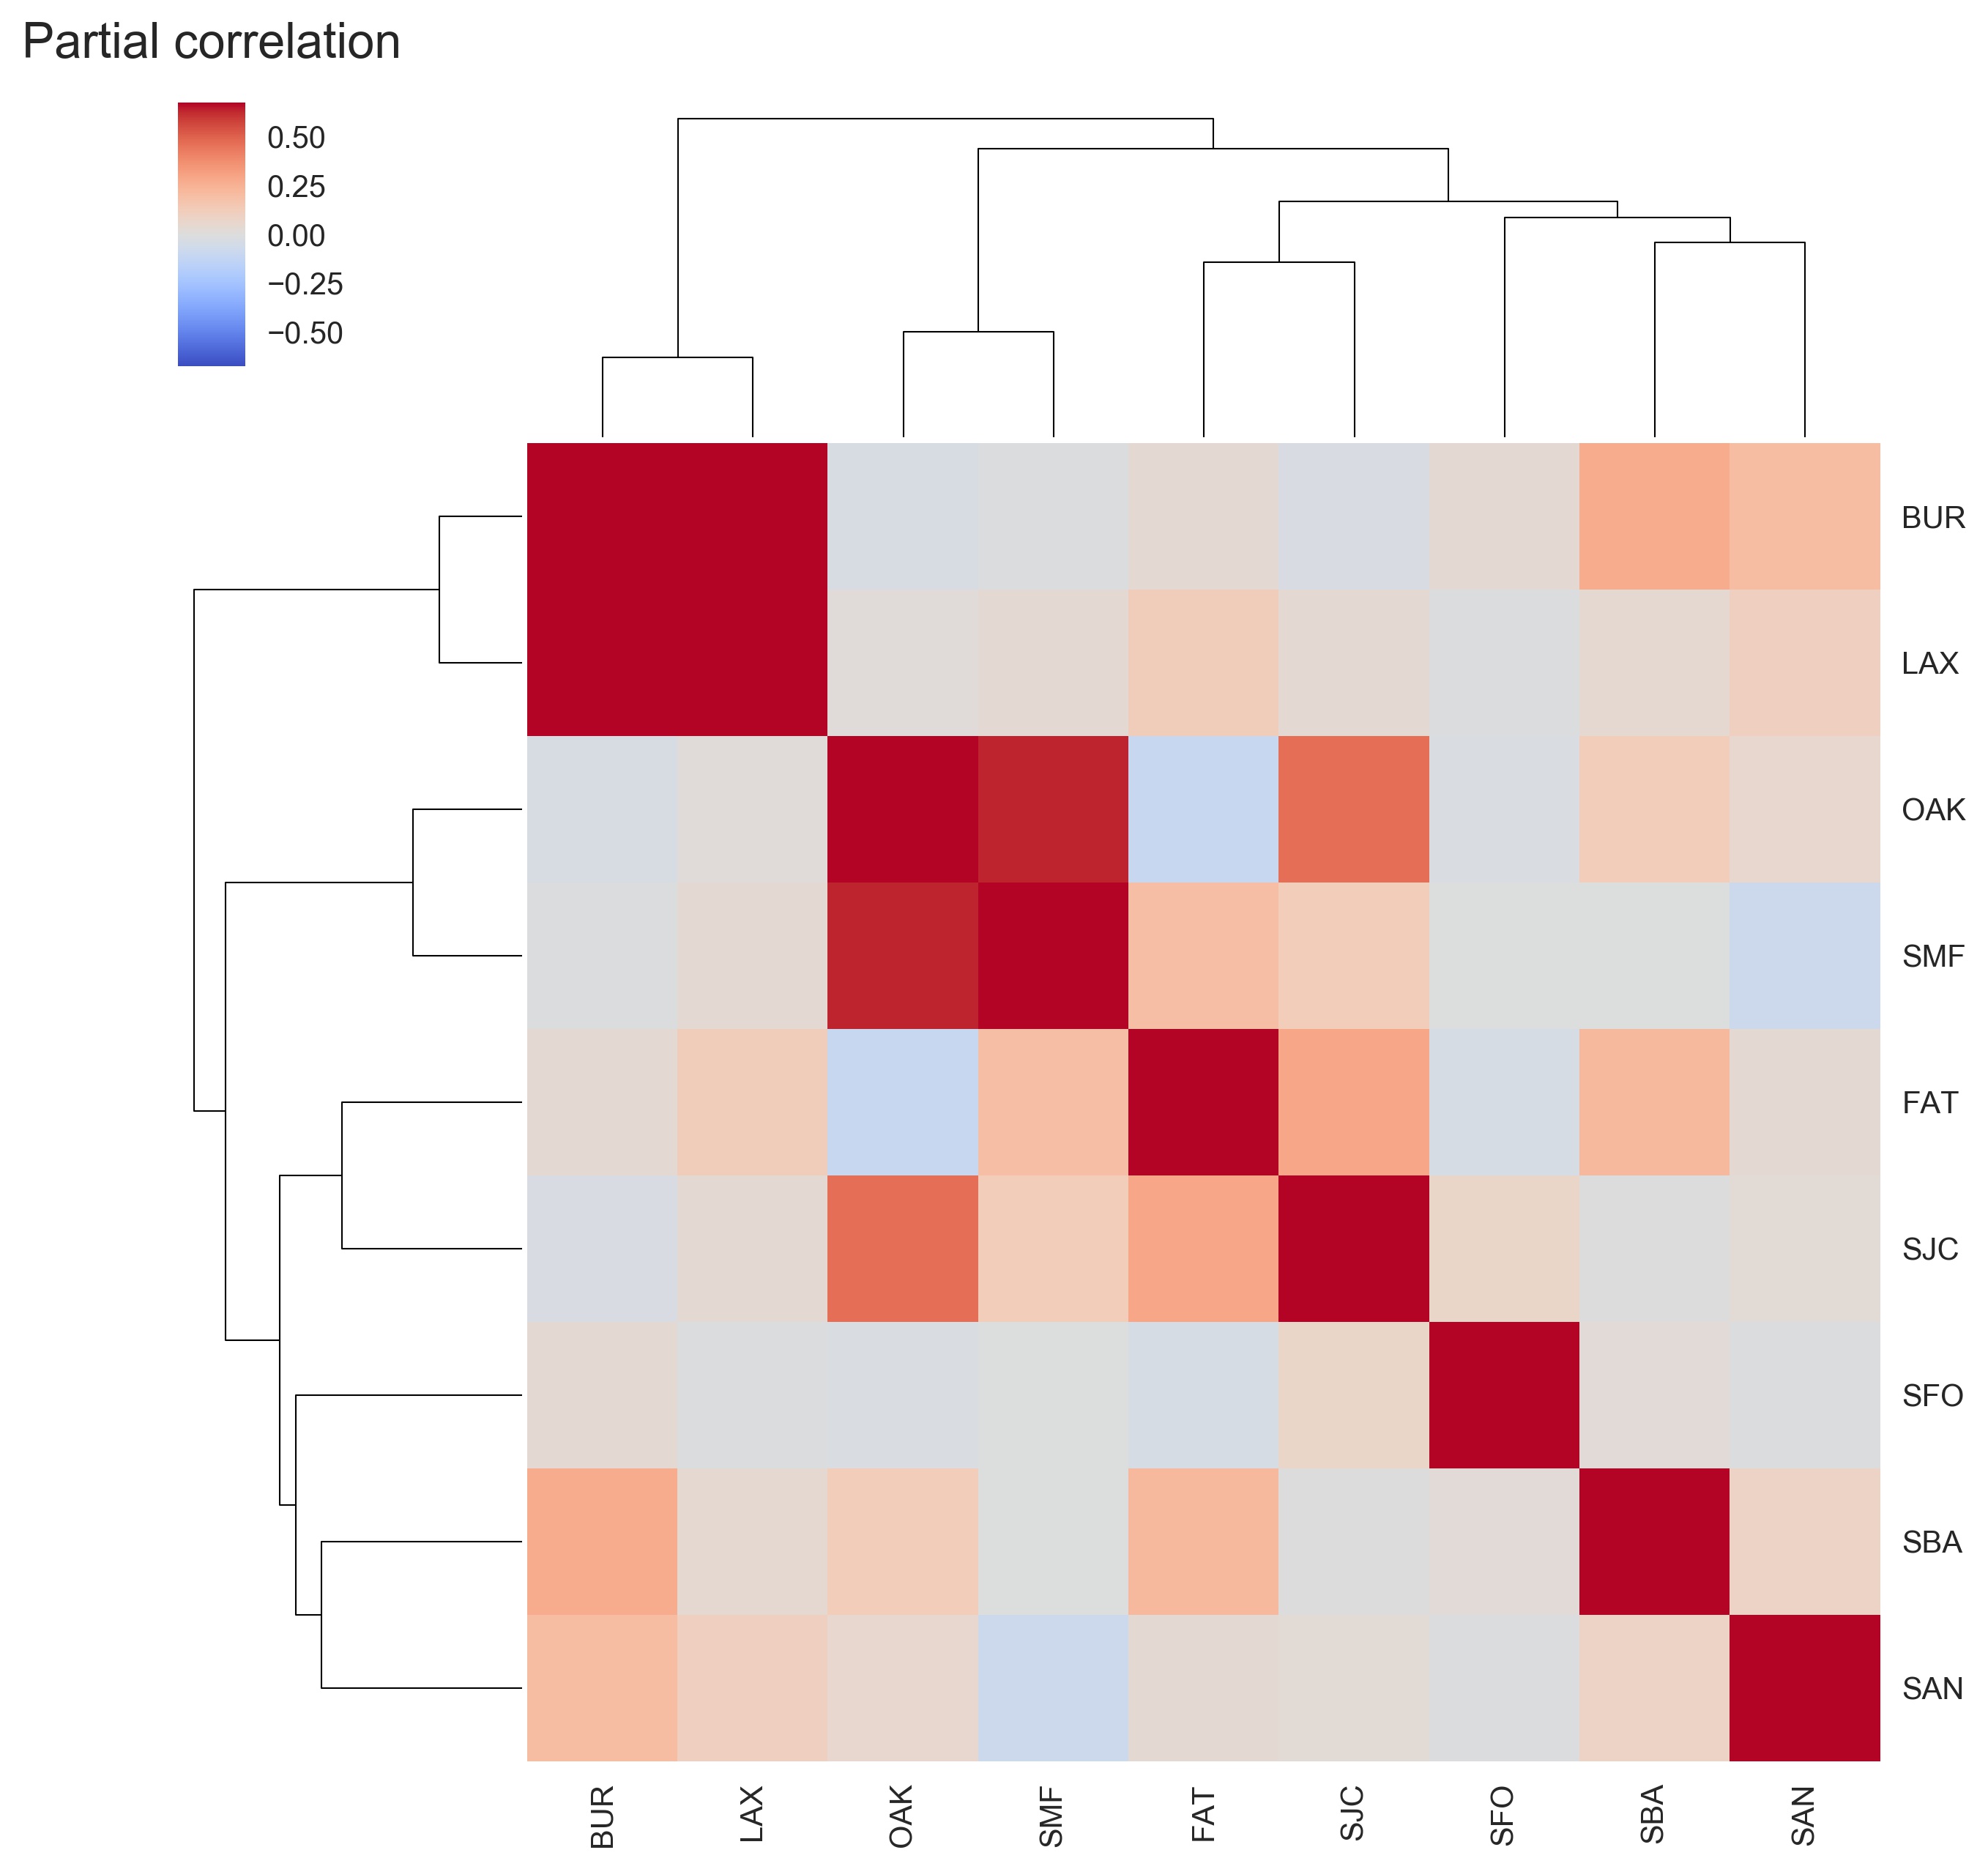 Partial correlation
0.50
0.25
0.00
−0.25
−0.50
BUR
LAX
OAK
SMF
FAT
SJC
SFO
SBA
SAN
BUR LAX OAK SMF FAT SJC SFO SBA SAN